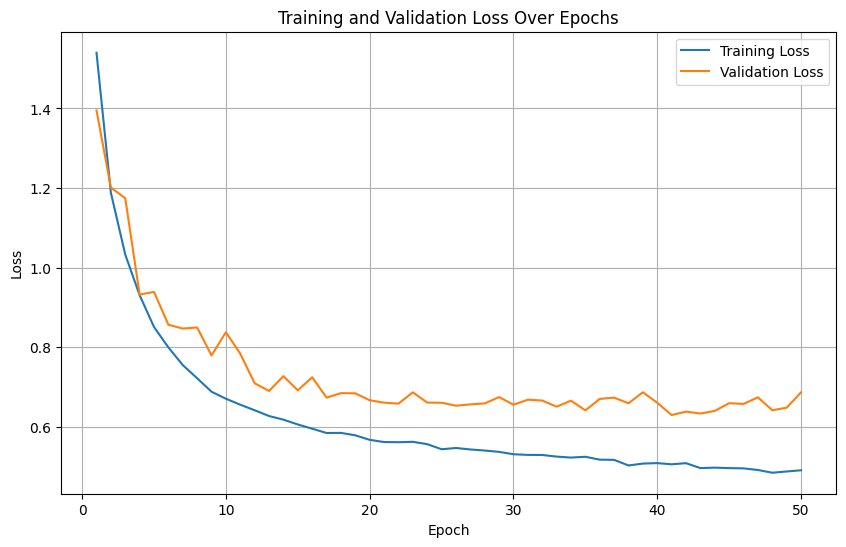 Training and Validation Loss Over Epochs
Training Loss
Validation Loss
1.4
1.2
1.0
0.8
0.6
Loss
0 10 20 30 40 50
Epoch